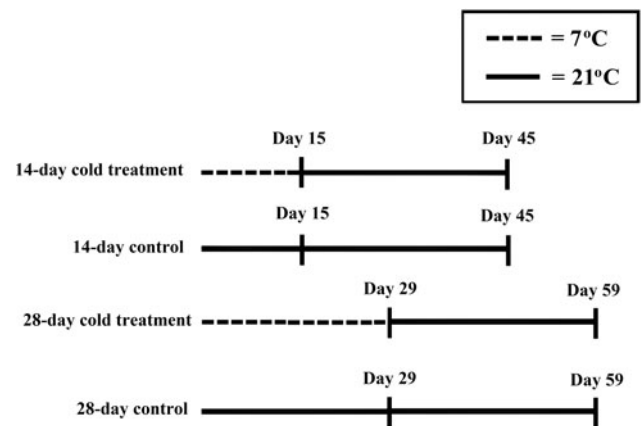 = 7°C
= 21°C
Day 15 Day 45
14-day cold treatment
Day 15 Day 45
14-day control
Day 29 Day 59
28-day cold treatment
Day 29 Day 59
28-day control